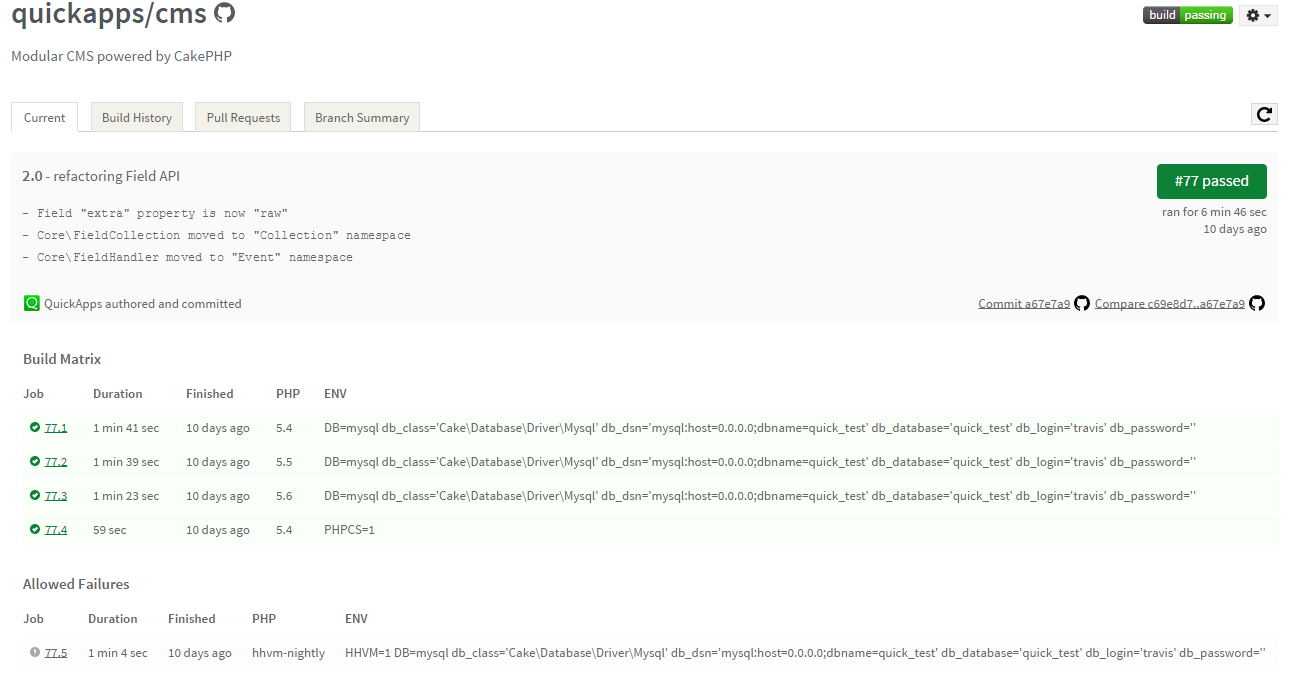 quickapps/cms
build passing
Modular CMS powered by CakePHP
Current Build History Pull Requests Branch Summary
2.0 - refactoring Field API
#77 passed
- Field "extra" property is now "raw"
ran for 6 min 46 sec
- Core\FieldCollection moved to "Collection" namespace
10 days ago
- Core\FieldHandler moved to "Event" namespace
QuickApps authored and committed
Commit a67e7a9 Compare c69e8d7..a67e7a9
Build Matrix
Job Duration Finished PHP ENV
77.1 1 min 41 sec 10 days ago 5.4 DB=mysql db_class='Cake\Database\Driver\Mysql' db_dsn='mysql:host=0.0.0.0;dbname=quick_test' db_database='quick_test' db_login='travis' db_password=''
77.2 1 min 39 sec 10 days ago 5.5 DB=mysql db_class='Cake\Database\Driver\Mysql' db_dsn='mysql:host=0.0.0.0;dbname=quick_test' db_database='quick_test' db_login='travis' db_password=''
77.3 1 min 23 sec 10 days ago 5.6 DB=mysql db_class='Cake\Database\Driver\Mysql' db_dsn='mysql:host=0.0.0.0;dbname=quick_test' db_database='quick_test' db_login='travis' db_password=''
77.4 59 sec 10 days ago 5.4 PHPCS=1
Allowed Failures
Job Duration Finished PHP ENV
77.5 1 min 4 sec 10 days ago hhvm-nightly HHVM=1 DB=mysql db_class='Cake\Database\Driver\Mysql' db_dsn='mysql:host=0.0.0.0;dbname=quick_test' db_database='quick_test' db_login='travis' db_password=''